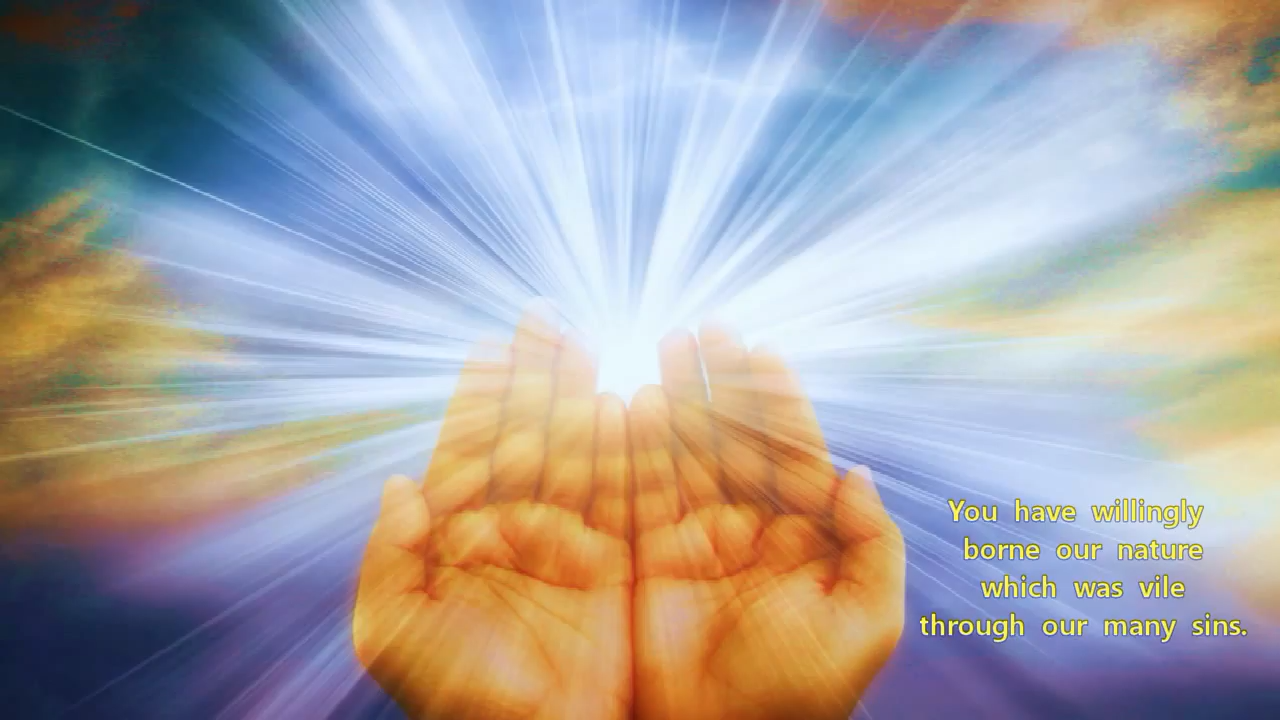 You have willingly
borne our nature
which was vile
through our many sins.